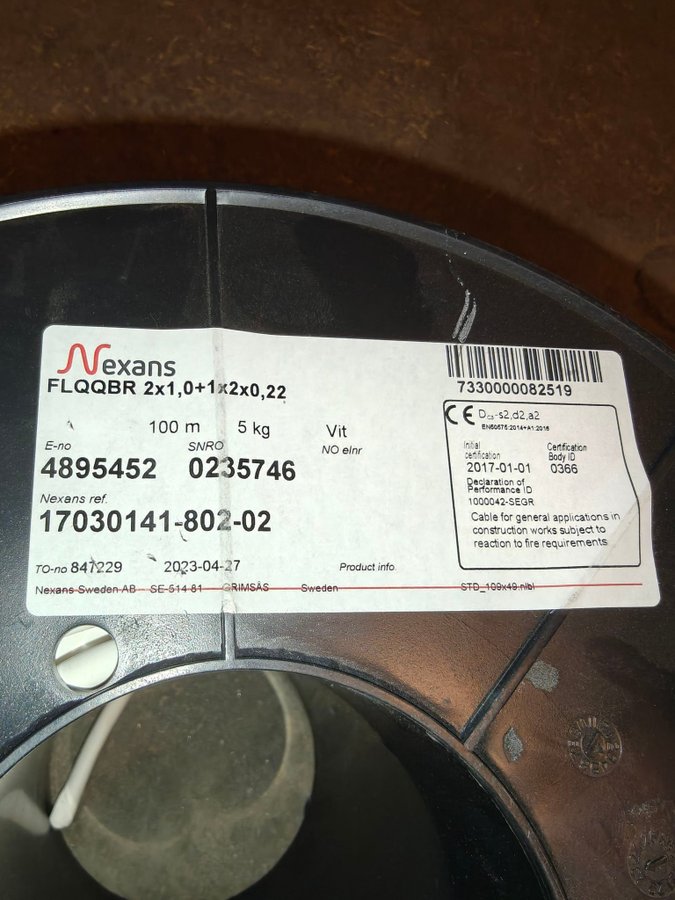 Nexans
FLQQBR 2x1,0+1x2x0,22
100 m 5 kg Vit
E-no SNRO NO elnr
4895452 0235746
Nexans ref.
17030141-802-02
TO-no 847229 2023-04-27 Product info
Nexans Sweden AB SE-514 81 GRIMSÅS Sweden STD_109x49.nlbl
7330000082519
CE Dca-s2,d2,a2
EN50575:2014+A1:2016
Initial certification Certification Body ID
2017-01-01 0366
Declaration of
Performance ID
1000042-SEGR
Cable for general applications in
construction works subject to
reaction to fire requirements